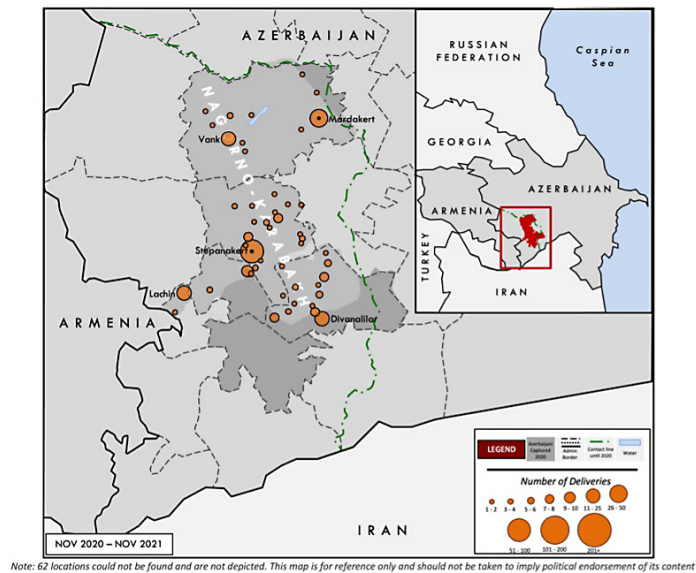 AZERBAIJAN
NAGORNO-KARABAKH
Mardakert
Vank
Stepanakert
Lachin
ARMENIA
Divanalilar
IRAN
NOV 2020 – NOV 2021
RUSSIAN
FEDERATION
Caspian
Sea
GEORGIA
AZERBAIJAN
ARMENIA
TURKEY
IRAN
LEGEND
Azerbaijani
Captured
2020
Admin
Border
Contact line
until 2020
Water
Number of Deliveries
1 - 2 3 - 4 5 - 6 7 - 8 9 - 10 11 - 25 26 - 50
51 - 100 101 - 200 201+
Note: 62 locations could not be found and are not depicted. This map is for reference only and should not be taken to imply political endorsement of its content